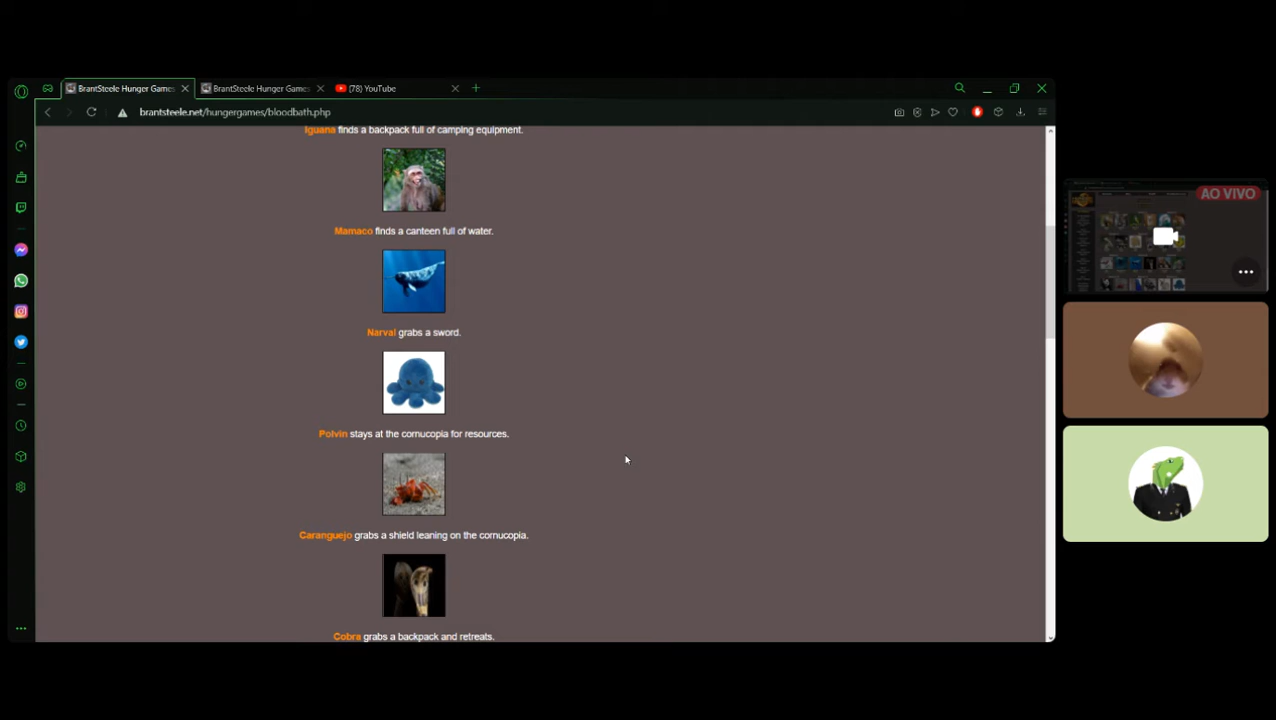 BrantSteele Hunger Games
BrantSteele Hunger Games
(78) YouTube
brantsteele.net/hungergames/bloodbath.php
Iguana finds a backpack full of camping equipment.
Mamaco finds a canteen full of water.
Narval grabs a sword.
Polvin stays at the cornucopia for resources.
Caranguejo grabs a shield leaning on the cornucopia.
Cobra grabs a backpack and retreats.
AO VIVO